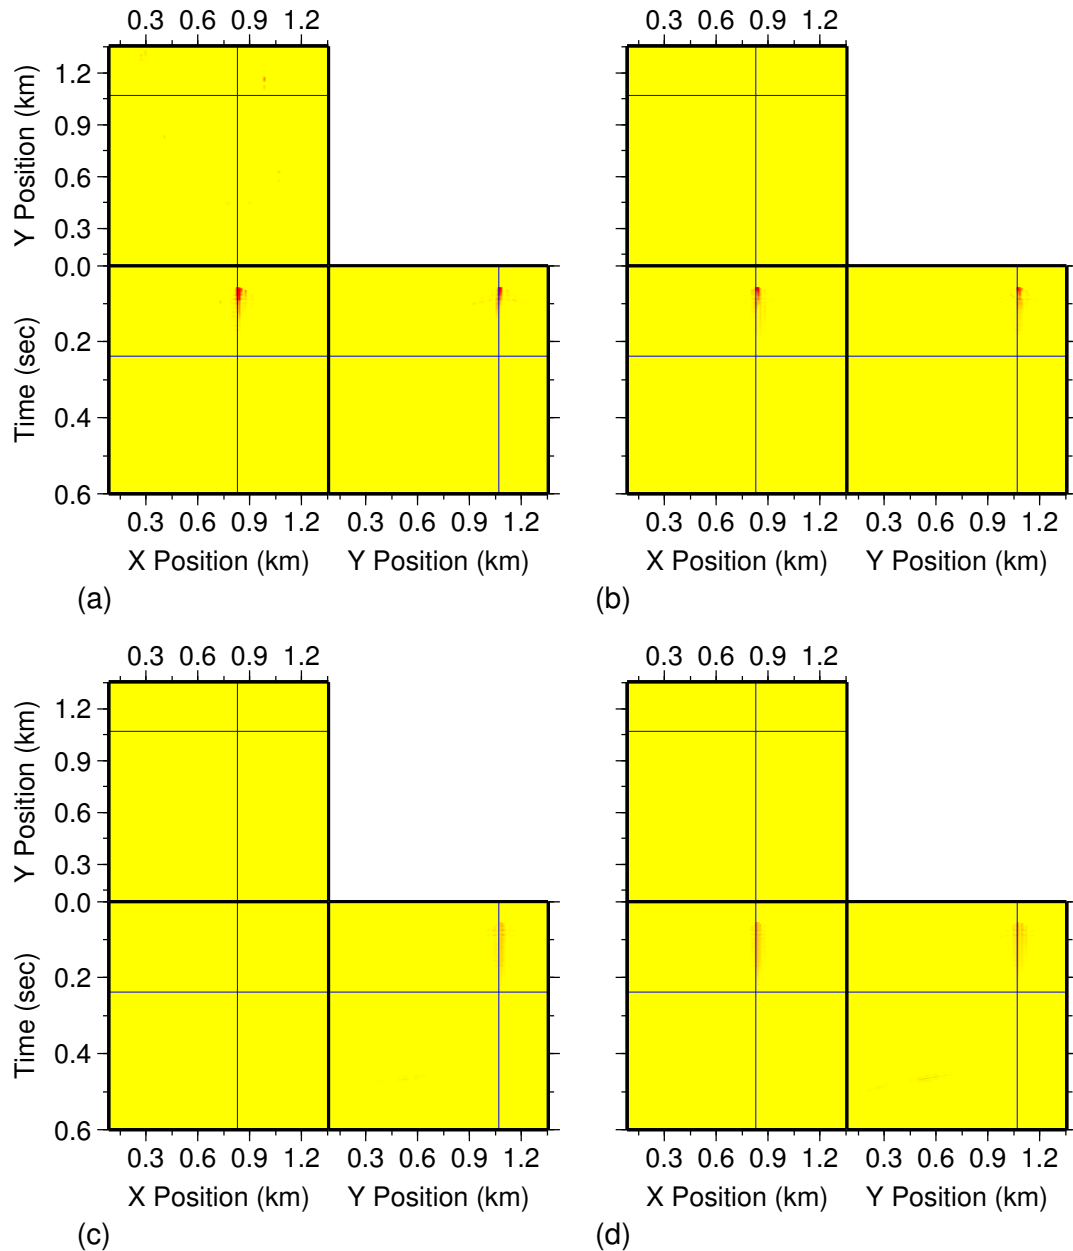 0.3 0.6 0.9 1.2 0.3 0.6 0.9 1.2
Y Position (km)
1.2
0.9
0.6
0.3
0.0
Time (sec)
0.2
0.4
0.6
0.3 0.6 0.9 1.2 0.3 0.6 0.9 1.2 0.3 0.6 0.9 1.2 0.3 0.6 0.9 1.2
X Position (km) Y Position (km) X Position (km) Y Position (km)
(a) (b)
0.3 0.6 0.9 1.2 0.3 0.6 0.9 1.2
Y Position (km)
1.2
0.9
0.6
0.3
0.0
Time (sec)
0.2
0.4
0.6
0.3 0.6 0.9 1.2 0.3 0.6 0.9 1.2 0.3 0.6 0.9 1.2 0.3 0.6 0.9 1.2
X Position (km) Y Position (km) X Position (km) Y Position (km)
(c) (d)